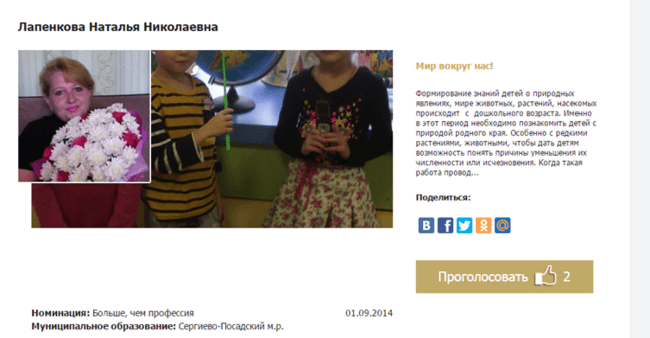 Лапенкова Наталья Николаевна
Мир вокруг нас!
Формирование знаний детей о природных
явлениях, мире животных, растений, насекомых
происходит с дошкольного возраста. Именно
в этот период необходимо познакомить детей с
природой родного края. Особенно с редкими
растениями, животными, чтобы дать детям
возможность понять причины уменьшения их
численности или исчезновения. Когда такая
работа провод...
Поделиться:
Проголосовать 2
Номинация: Больше, чем профессия 01.09.2014
Муниципальное образование: Сергиево-Посадский м.р.